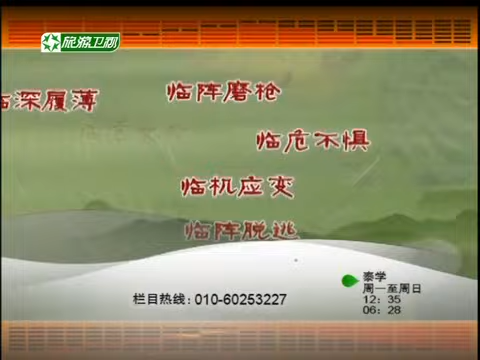 旅游卫视
临阵磨枪
临深履薄
临危不惧
临机应变
临阵脱逃
秦学
周一至周日
栏目热线：010-60253227
12：35
06：28